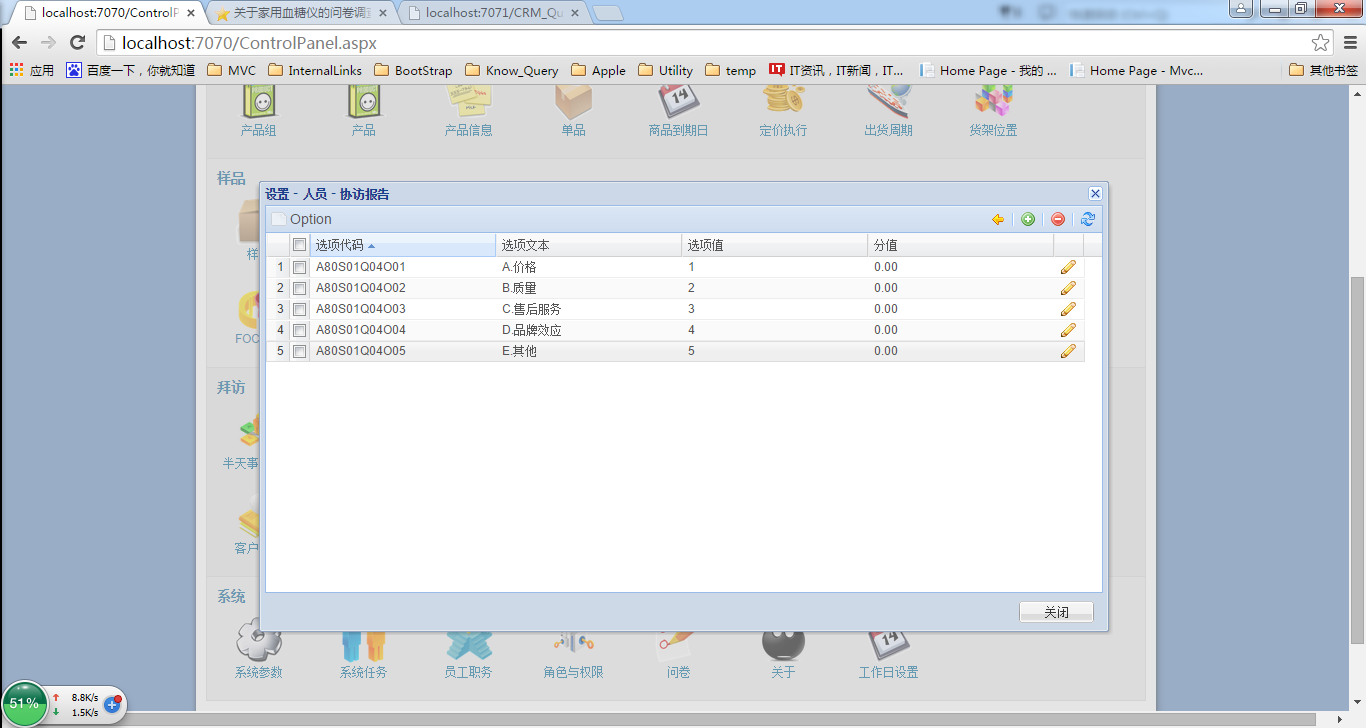 localhost:7070/ControlP
关于家用血糖仪的问卷调
localhost:7071/CRM_Qu
localhost:7070/ControlPanel.aspx
应用 百度一下，你就知道 MVC InternalLinks BootStrap Know_Query Apple Utility temp IT资讯，IT新闻，IT... Home Page - 我的 ... Home Page - Mvc... 其他书签
产品组 产品 产品信息 单品 商品到期日 定价执行 出货周期 货架位置
样品
设置 - 人员 - 协访报告
Option
选项代码 选项文本 选项值 分值
1 A80S01Q04O01 A.价格 1 0.00
2 A80S01Q04O02 B.质量 2 0.00
3 A80S01Q04O03 C.售后服务 3 0.00
4 A80S01Q04O04 D.品牌效应 4 0.00
5 A80S01Q04O05 E.其他 5 0.00
样
FOC
拜访
半天事
客户
系统
关闭
系统参数 系统任务 员工职务 角色与权限 问卷 关于 工作日设置
51%
8.8K/s
1.5K/s